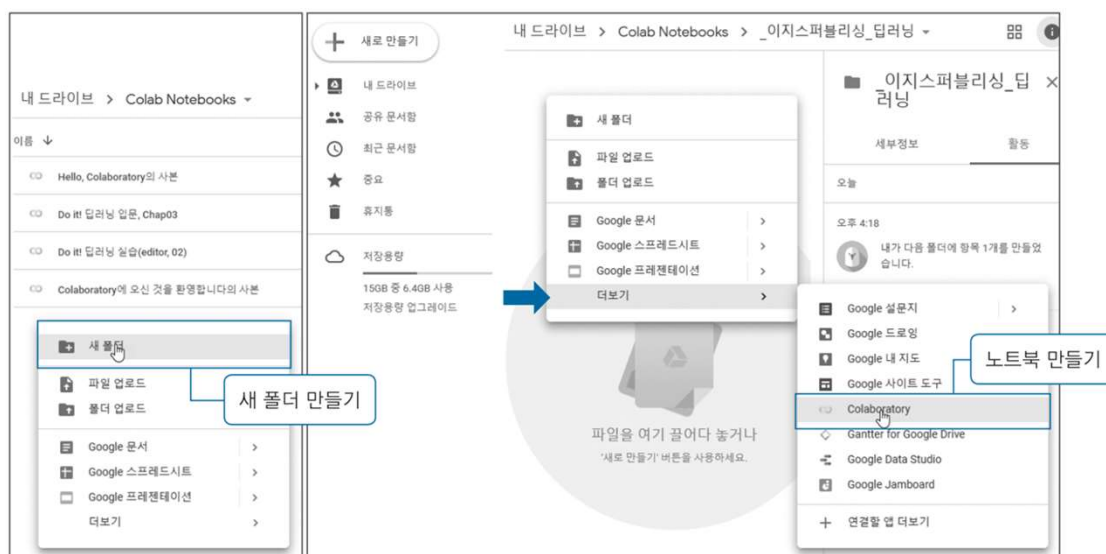 내 드라이브 > Colab Notebooks
이름
Hello, Colaboratory의 사본
Do it! 딥러닝 입문, Chap03
Do it! 딥러닝 실습(editor, 02)
Colaboratory에 오신 것을 환영합니다의 사본
새 폴더
파일 업로드
폴더 업로드
Google 문서
Google 스프레드시트
Google 프레젠테이션
더보기
새 폴더 만들기
새로 만들기
내 드라이브
공유 문서함
최근 문서함
중요
휴지통
저장용량
15GB 중 6.4GB 사용
저장용량 업그레이드
내 드라이브 > Colab Notebooks > _이지스퍼블리싱_딥러닝
새 폴더
파일 업로드
폴더 업로드
Google 문서
Google 스프레드시트
Google 프레젠테이션
더보기
파일을 여기 끌어다 놓거나
'새로 만들기' 버튼을 사용하세요.
_이지스퍼블리싱_딥
러닝
세부정보 활동
오늘
오후 4:18
내가 다음 폴더에 항목 1개를 만들었
습니다.
Google 설문지
Google 드로잉
Google 내 지도
Google 사이트 도구
Colaboratory
Gantter for Google Drive
Google Data Studio
Google Jamboard
연결할 앱 더보기
노트북 만들기